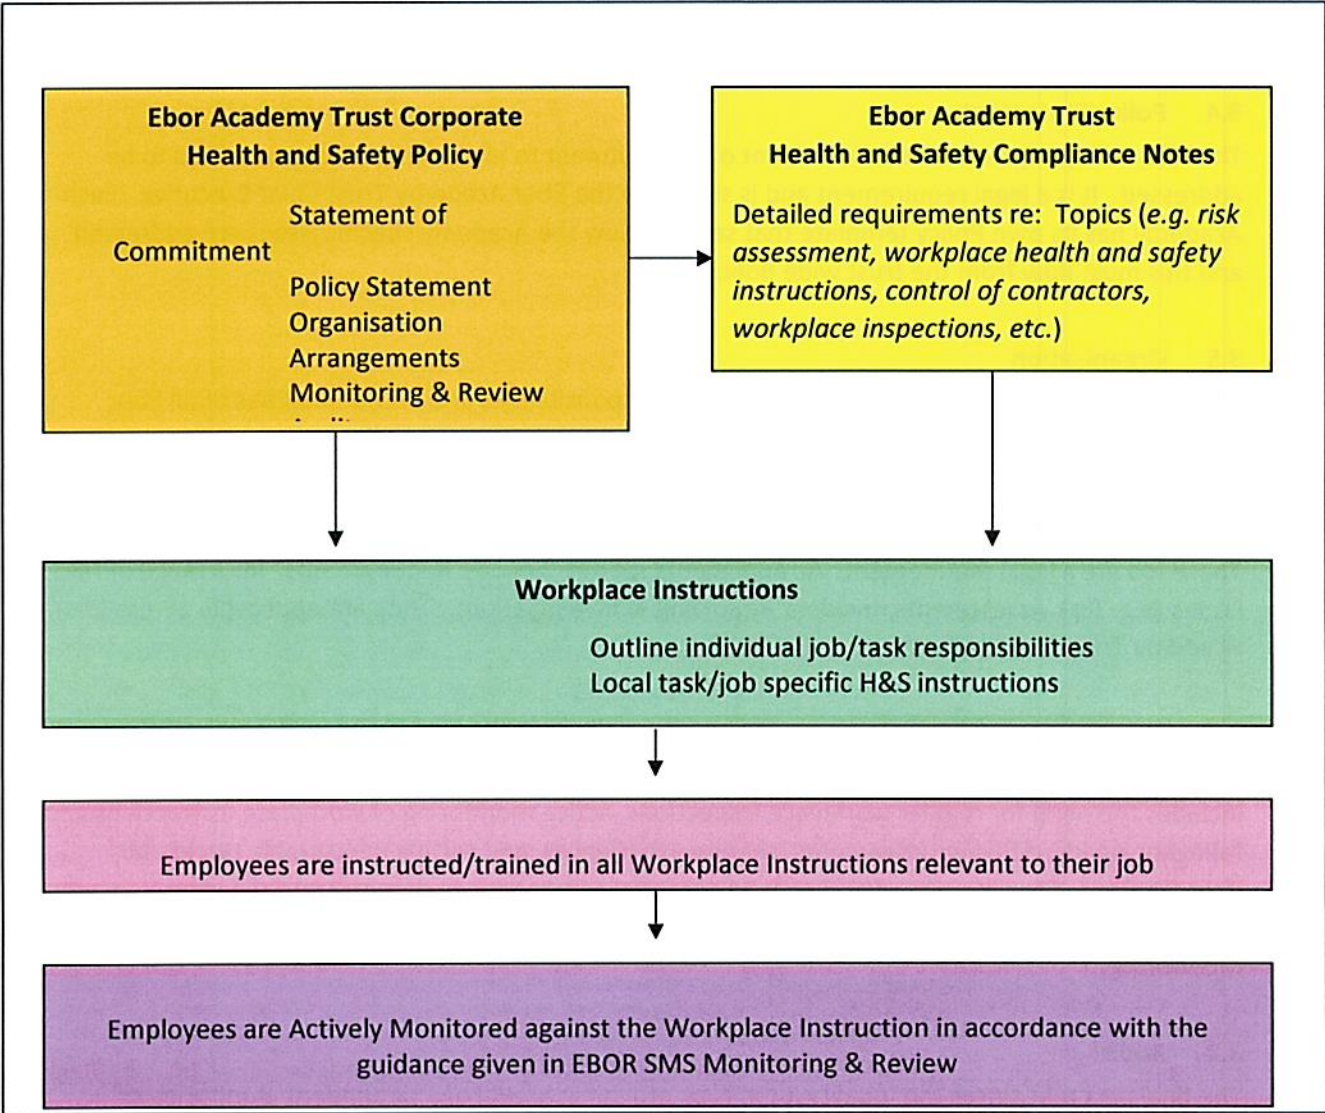 Ebor Academy Trust Corporate
Health and Safety Policy
Statement of
Commitment
Policy Statement
Organisation
Arrangements
Monitoring & Review
Ebor Academy Trust
Health and Safety Compliance Notes
Detailed requirements re: Topics (e.g. risk
assessment, workplace health and safety
instructions, control of contractors,
workplace inspections, etc.)
Workplace Instructions
Outline individual job/task responsibilities
Local task/job specific H&S instructions
Employees are instructed/trained in all Workplace Instructions relevant to their job
Employees are Actively Monitored against the Workplace Instruction in accordance with the
guidance given in EBOR SMS Monitoring & Review